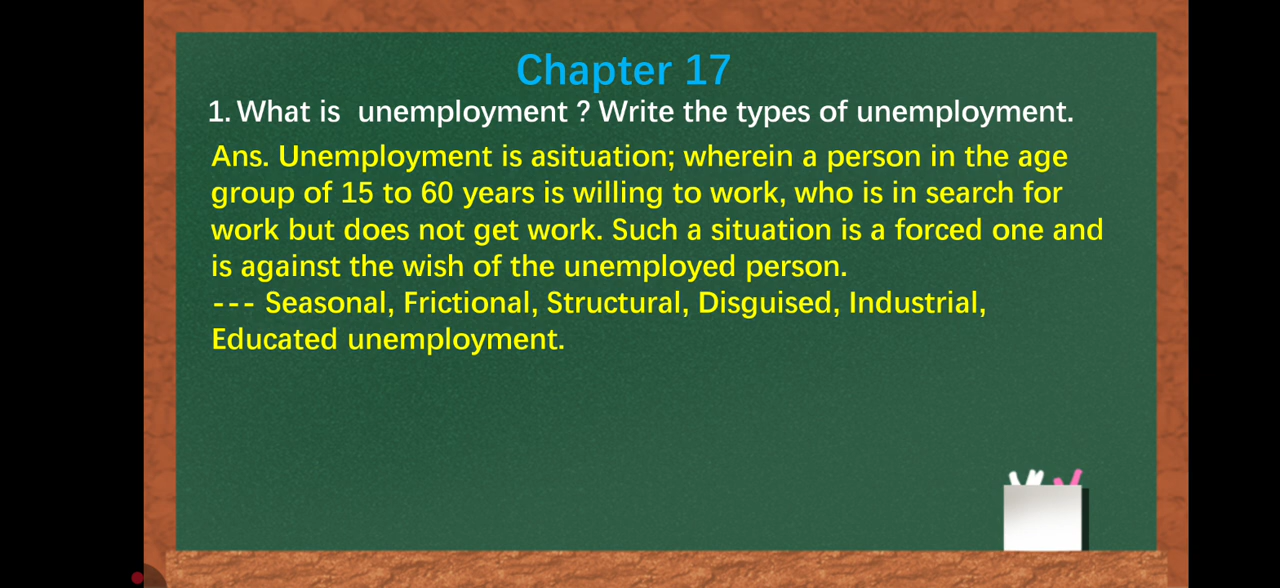 Chapter 17
1. What is  unemployment ? Write the types of unemployment.
Ans. Unemployment is asituation; wherein a person in the age
group of 15 to 60 years is willing to work, who is in search for
work but does not get work. Such a situation is a forced one and
is against the wish of the unemployed person.
--- Seasonal, Frictional, Structural, Disguised, Industrial,
Educated unemployment.